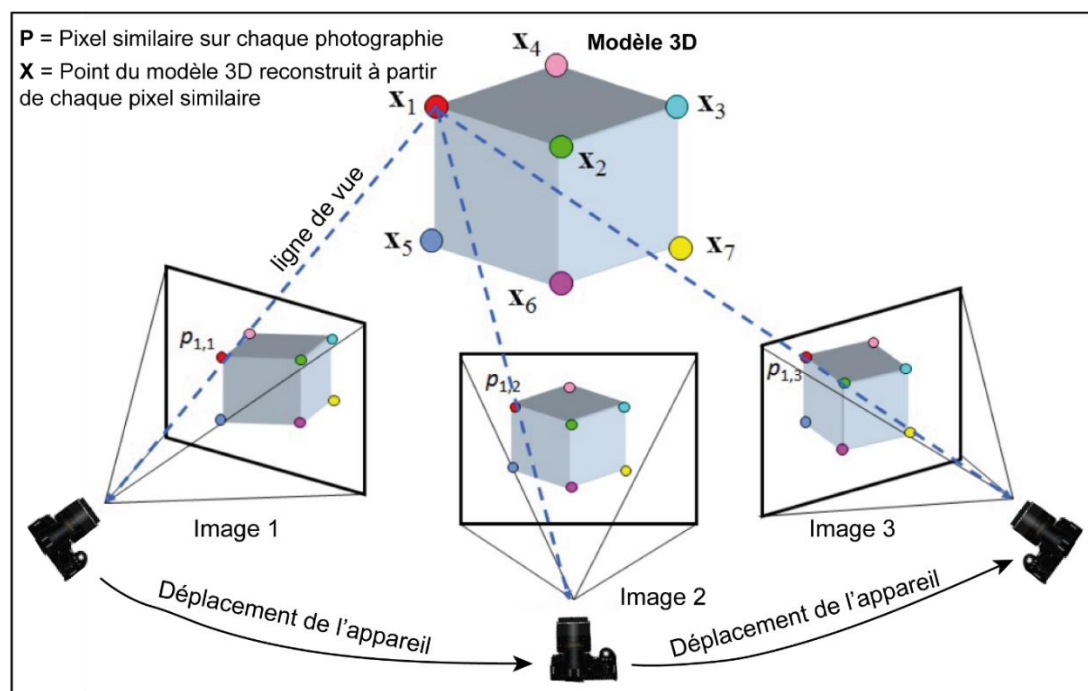 P = Pixel similaire sur chaque photographie
X = Point du modèle 3D reconstruit à partir
de chaque pixel similaire
Modèle 3D
x4
x1
x3
x2
ligne de vue
x5
x7
x6
p1,1
p1,2
p1,3
Image 1
Image 3
Image 2
Déplacement de l'appareil
Déplacement de l'appareil